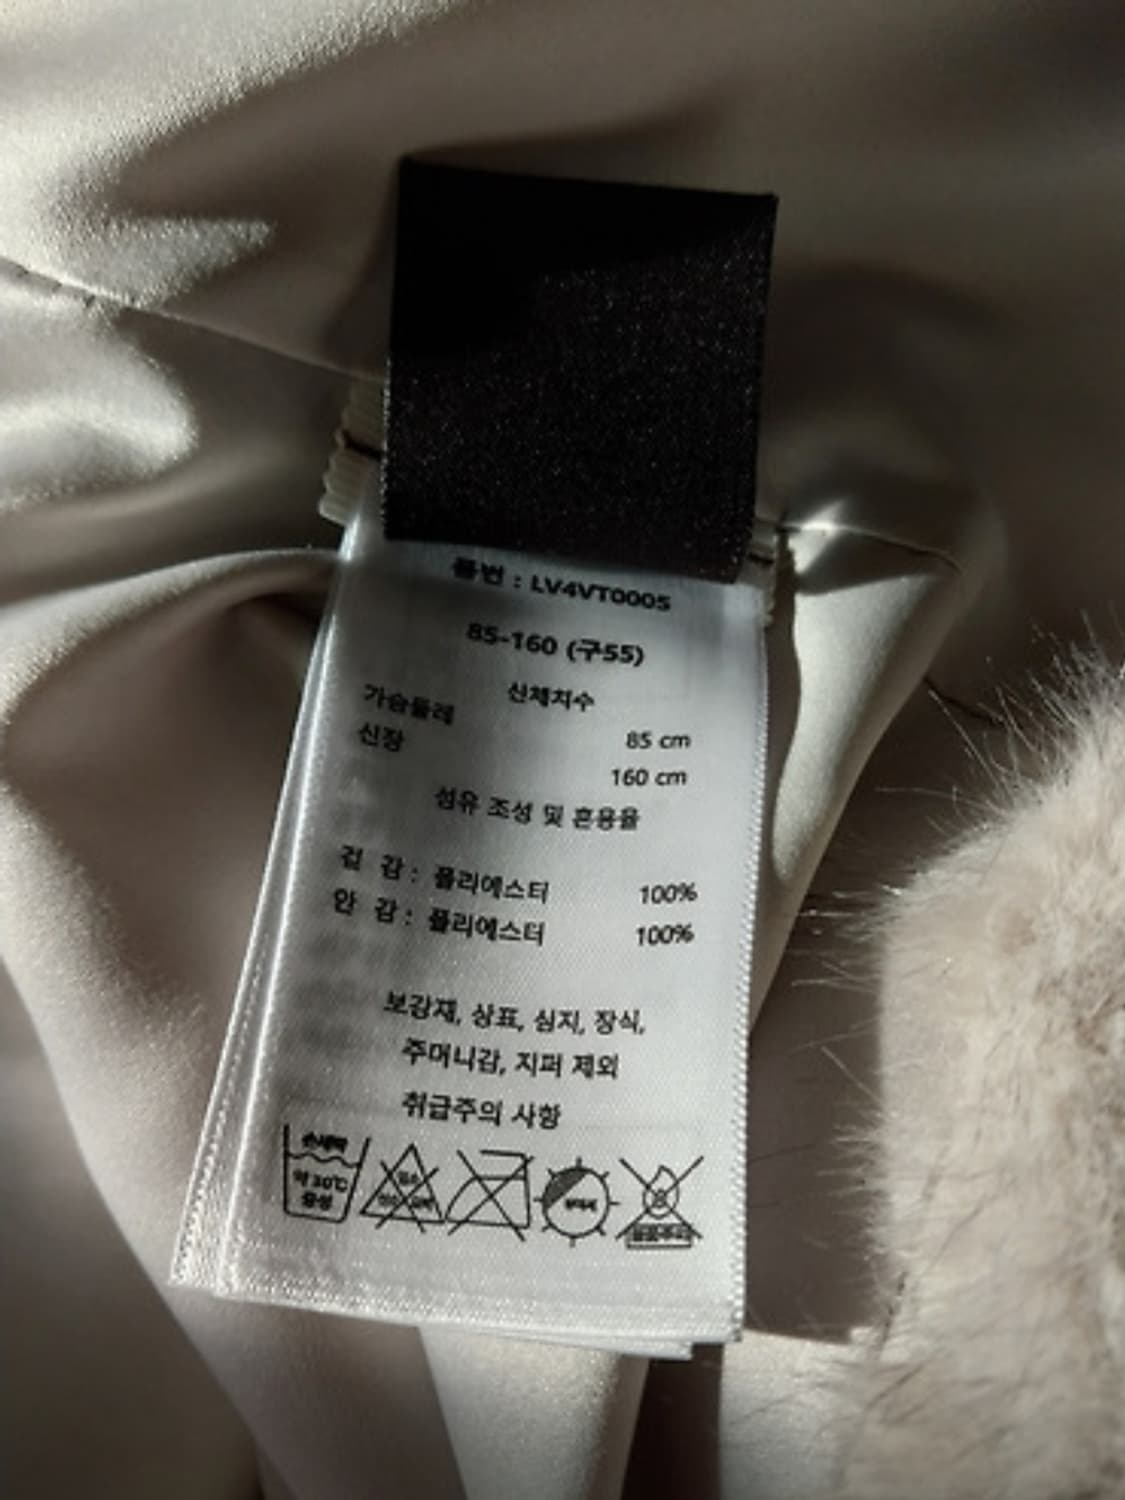 품번 : LV4VT0005
85-160 (구55)
신체치수
가슴둘레 85 cm
신장 160 cm
섬유 조성 및 혼용율
겉 감 : 폴리에스터 100%
안 감 : 폴리에스터 100%
보강재, 상표, 심지, 장식,
주머니감, 지퍼 제외
취급주의 사항
손세탁
약 30℃
중성